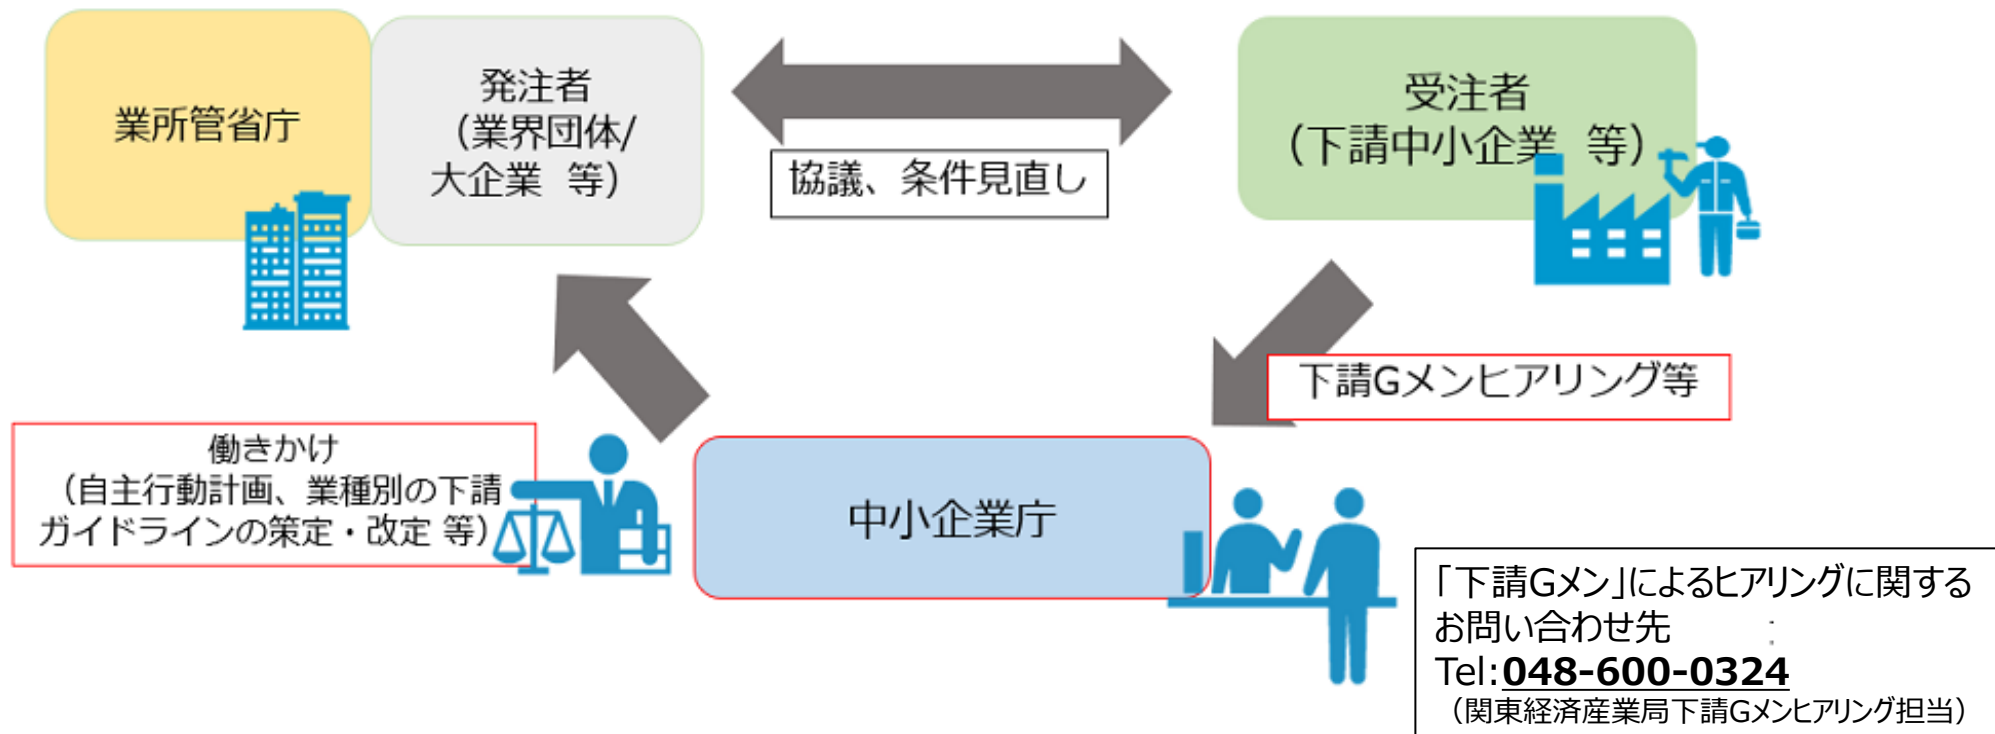 業所管省庁
発注者
（業界団体/
大企業 等）
協議、条件見直し
受注者
（下請中小企業 等）
下請Gメンヒアリング等
働きかけ
（自主行動計画、業種別の下請
ガイドラインの策定・改定 等）
中小企業庁
「下請Gメン」によるヒアリングに関する
お問い合わせ先 :
Tel:048-600-0324
（関東経済産業局下請Gメンヒアリング担当）